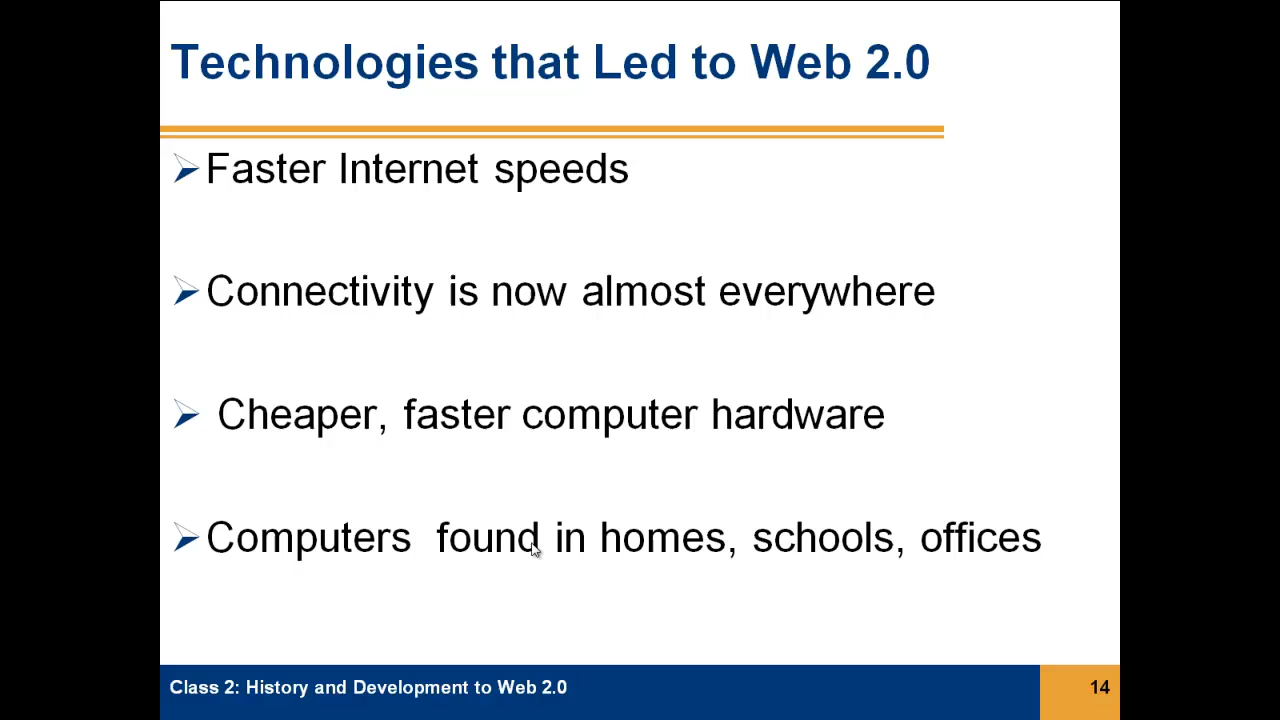 Technologies that Led to Web 2.0
Faster Internet speeds
Connectivity is now almost everywhere
Cheaper, faster computer hardware
Computers found in homes, schools, offices
Class 2: History and Development to Web 2.0
14